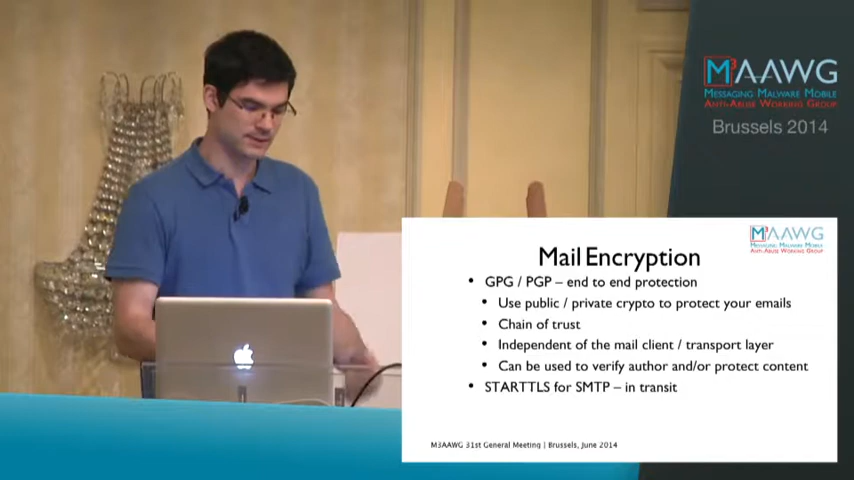 M3AAWG
Messaging Malware Mobile
Anti-Abuse Working Group
Brussels 2014
M3AAWG
Messaging Malware Mobile
Anti-Abuse Working Group
Mail Encryption
• GPG / PGP – end to end protection
• Use public / private crypto to protect your emails
• Chain of trust
• Independent of the mail client / transport layer
• Can be used to verify author and/or protect content
• STARTTLS for SMTP – in transit
M3AAWG 31st General Meeting | Brussels, June 2014